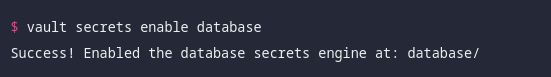 $ vault secrets enable database
Success! Enabled the database secrets engine at: database/